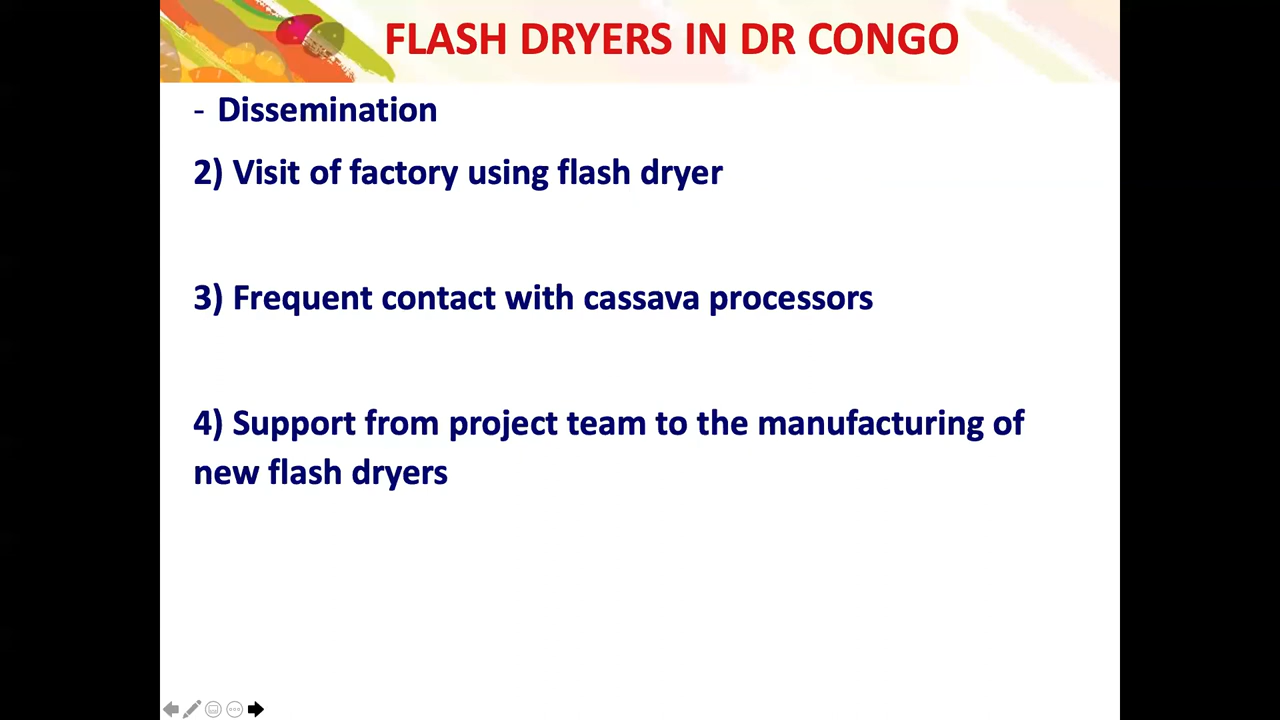 FLASH DRYERS IN DR CONGO
- Dissemination
2) Visit of factory using flash dryer
3) Frequent contact with cassava processors
4) Support from project team to the manufacturing of
new flash dryers